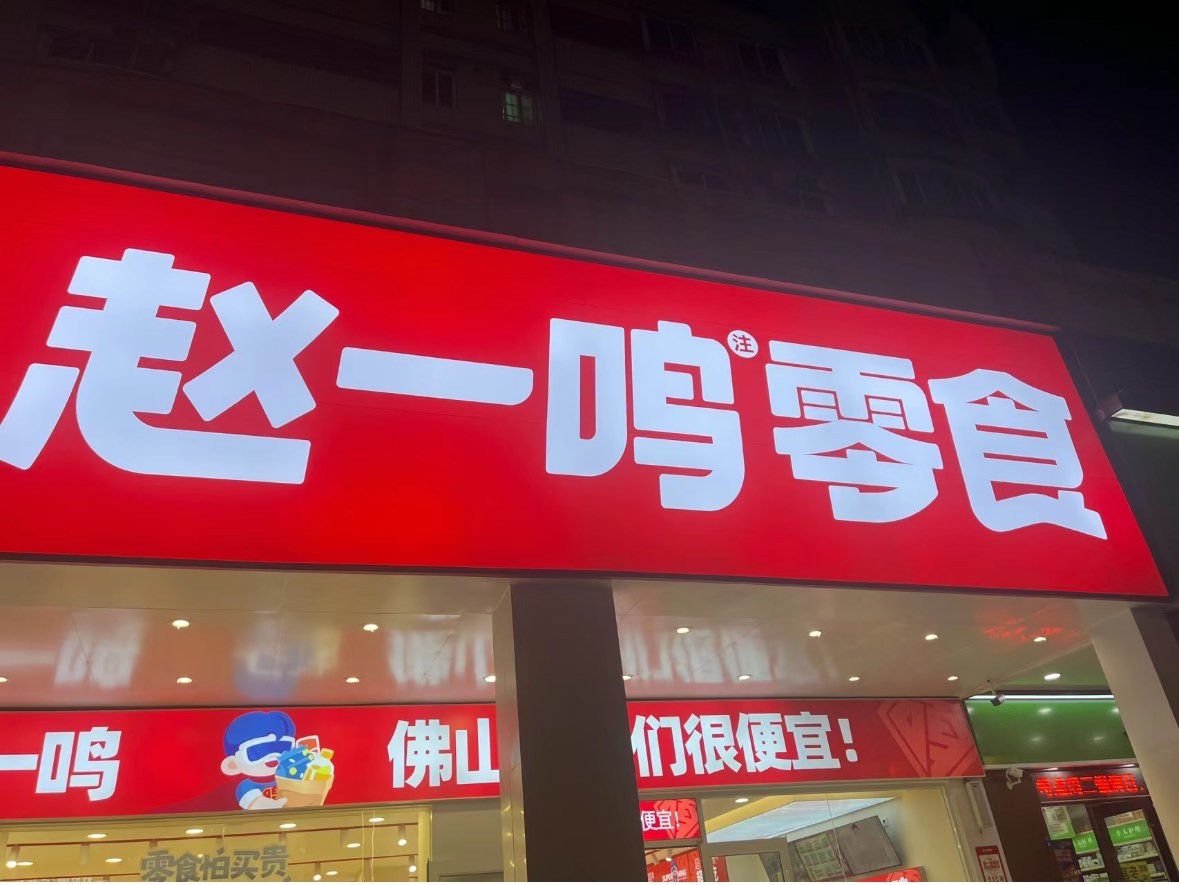 赵一鸣零食
注
一鸣
佛山
们很便宜！
便宜！
零食怕买贵